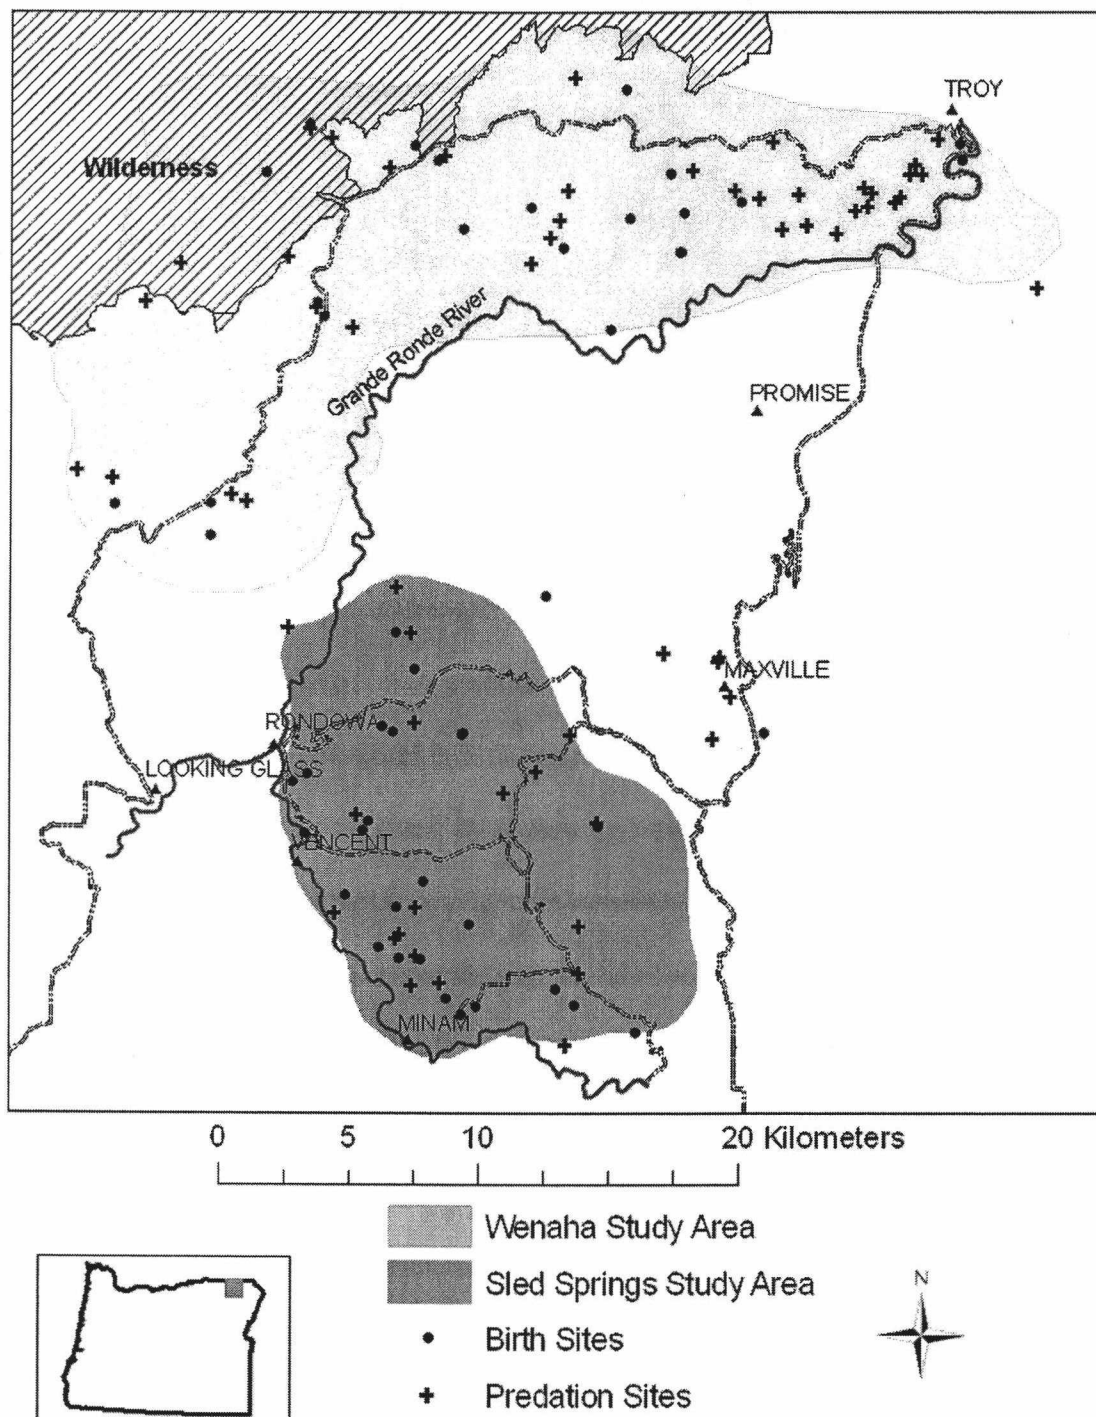 TROY
Wilderness
Grande Ronde River
PROMISE
MAXVILLE
RONDOWA
LOOKING GLASS
VINCENT
MINAM
0 5 10 20 Kilometers
Wenaha Study Area
Sled Springs Study Area
N
Birth Sites
Predation Sites